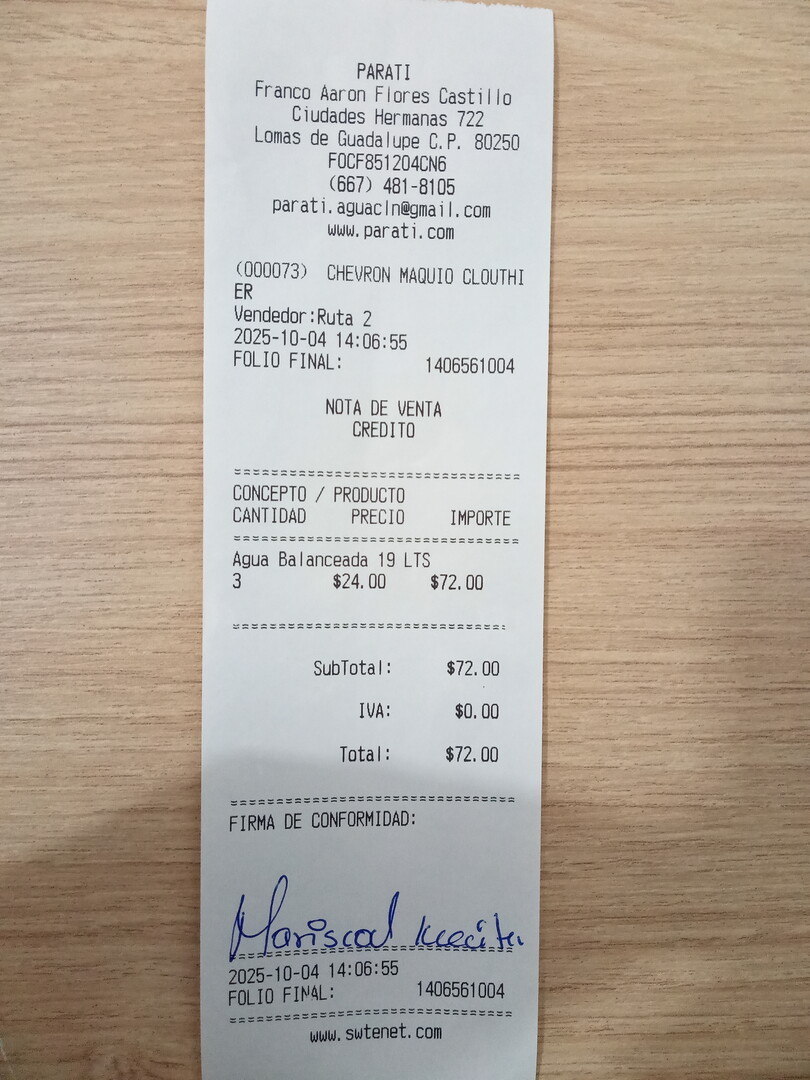 PARATI
Franco Aaron Flores Castillo
Ciudades Hermanas 722
Lomas de Guadalupe C.P. 80250
FOCF851204CN6
(667) 481-8105
parati.aguacln@gmail.com
www.parati.com
(000073) CHEVRON MAQUIO CLOUTHI
ER
Vendedor:Ruta 2
2025-10-04 14:06:55
FOLIO FINAL: 1406561004
NOTA DE VENTA
CREDITO
CONCEPTO / PRODUCTO
CANTIDAD PRECIO IMPORTE
Agua Balanceada 19 LTS
3 $24.00 $72.00
SubTotal: $72.00
IVA: $0.00
Total: $72.00
FIRMA DE CONFORMIDAD:
Mariscal
2025-10-04 14:06:55
FOLIO FINAL: 1406561004
www.swtenet.com